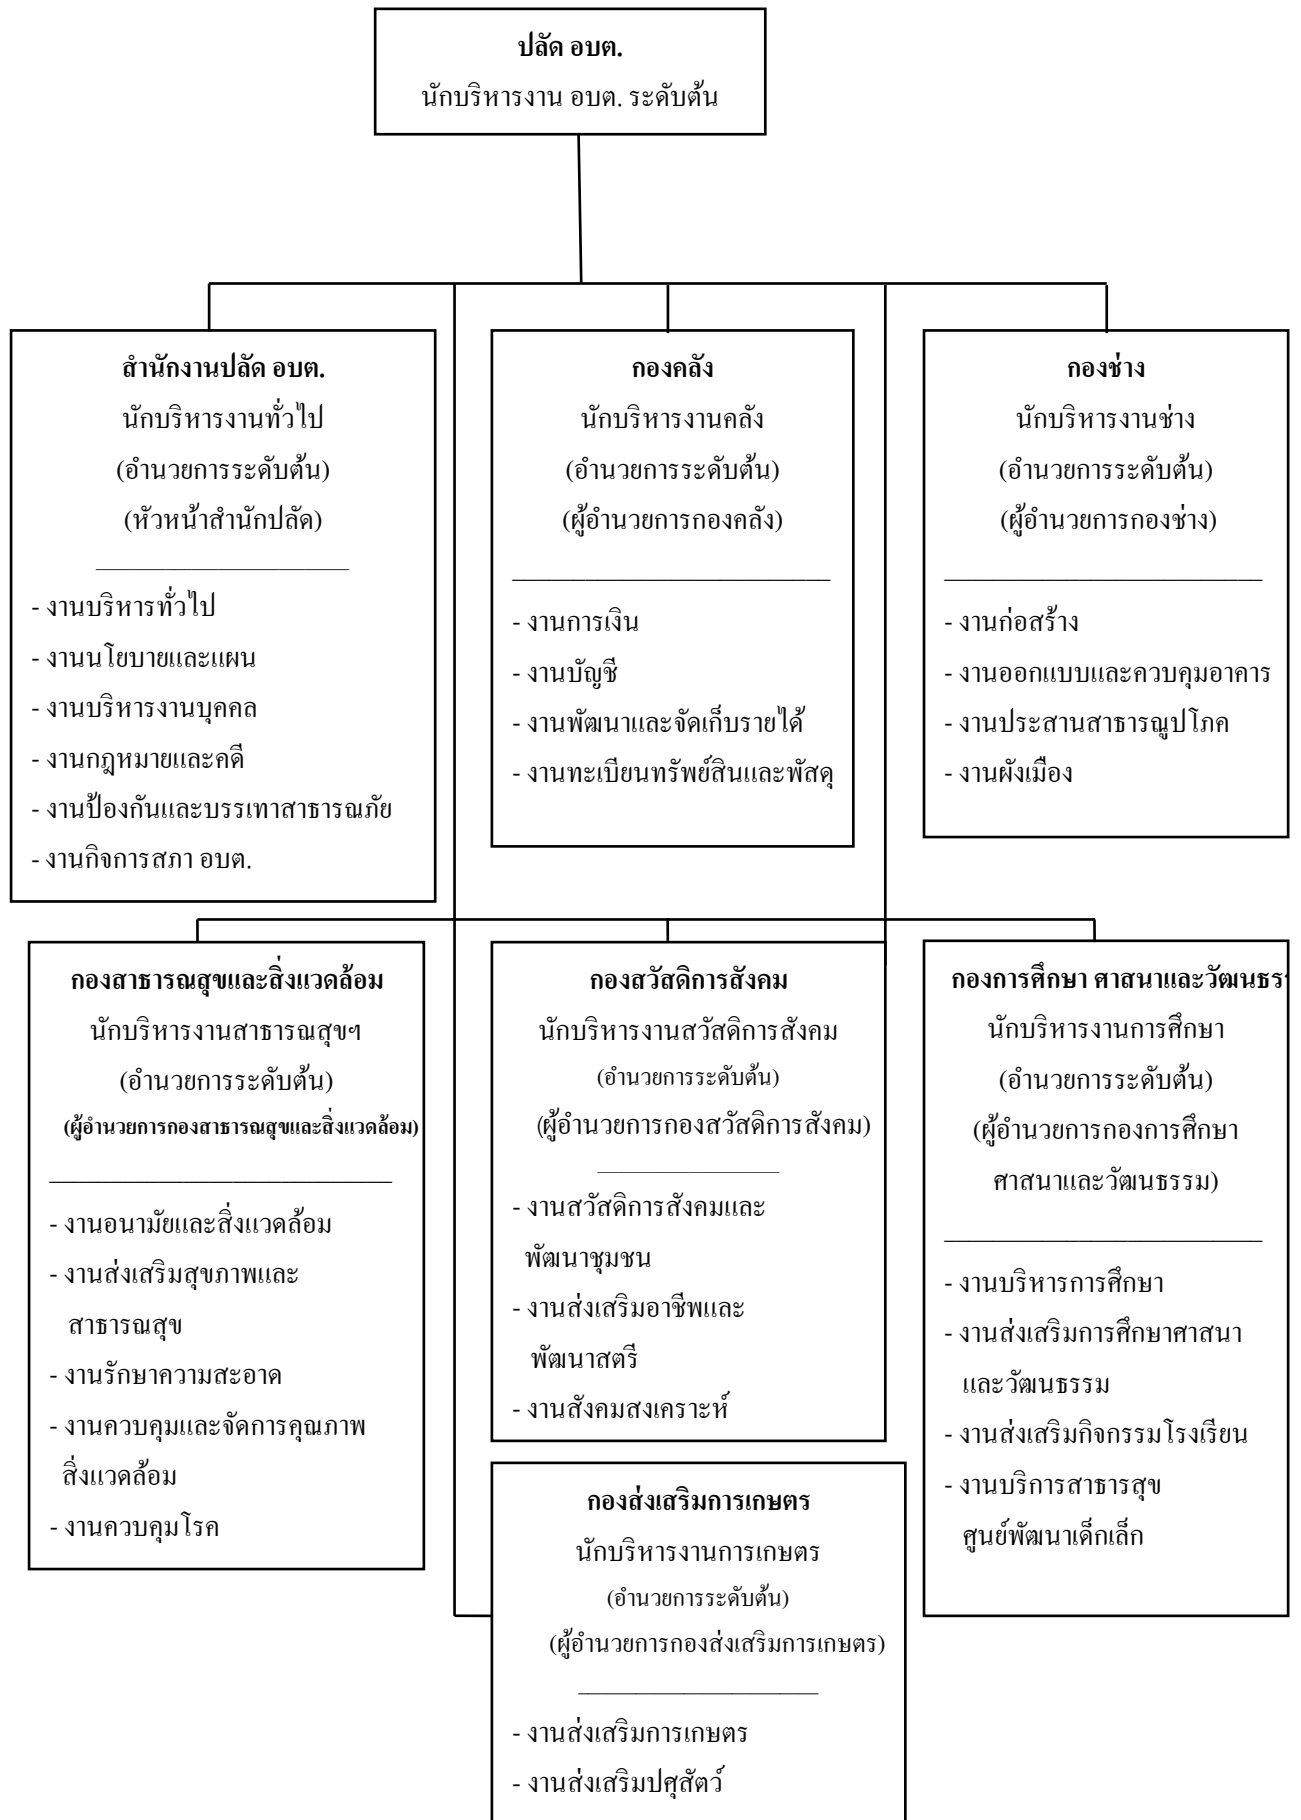 ปลัด อบต.
นักบริหารงาน อบต. ระดับต้น
สำนักงานปลัด อบต.
นักบริหารงานทั่วไป
(อำนวยการระดับต้น)
(หัวหน้าสำนักปลัด)
- งานบริหารทั่วไป
- งานนโยบายและแผน
- งานบริหารงานบุคคล
- งานกฎหมายและคดี
- งานป้องกันและบรรเทาสาธารณภัย
- งานกิจการสภา อบต.
กองคลัง
นักบริหารงานคลัง
(อำนวยการระดับต้น)
(ผู้อำนวยการกองคลัง)
- งานการเงิน
- งานบัญชี
- งานพัฒนาและจัดเก็บรายได้
- งานทะเบียนทรัพย์สินและพัสดุ
กองช่าง
นักบริหารงานช่าง
(อำนวยการระดับต้น)
(ผู้อำนวยการกองช่าง)
- งานก่อสร้าง
- งานออกแบบและควบคุมอาคาร
- งานประสานสาธารณูปโภค
- งานผังเมือง
กองสาธารณสุขและสิ่งแวดล้อม
นักบริหารงานสาธารณสุขฯ
(อำนวยการระดับต้น)
(ผู้อำนวยการกองสาธารณสุขและสิ่งแวดล้อม)
- งานอนามัยและสิ่งแวดล้อม
- งานส่งเสริมสุขภาพและ
สาธารณสุข
- งานรักษาความสะอาด
- งานควบคุมและจัดการคุณภาพ
สิ่งแวดล้อม
- งานควบคุมโรค
กองสวัสดิการสังคม
นักบริหารงานสวัสดิการสังคม
(อำนวยการระดับต้น)
(ผู้อำนวยการกองสวัสดิการสังคม)
- งานสวัสดิการสังคมและ
พัฒนาชุมชน
- งานส่งเสริมอาชีพและ
พัฒนาสตรี
- งานสังคมสงเคราะห์
กองการศึกษา ศาสนาและวัฒนธร
นักบริหารงานการศึกษา
(อำนวยการระดับต้น)
(ผู้อำนวยการกองการศึกษา
ศาสนาและวัฒนธรรม)
- งานบริหารการศึกษา
- งานส่งเสริมการศึกษาศาสนา
และวัฒนธรรม
- งานส่งเสริมกิจกรรมโรงเรียน
- งานบริการสาธารสุข
ศูนย์พัฒนาเด็กเล็ก
กองส่งเสริมการเกษตร
นักบริหารงานการเกษตร
(อำนวยการระดับต้น)
(ผู้อำนวยการกองส่งเสริมการเกษตร)
- งานส่งเสริมการเกษตร
- งานส่งเสริมปศุสัตว์